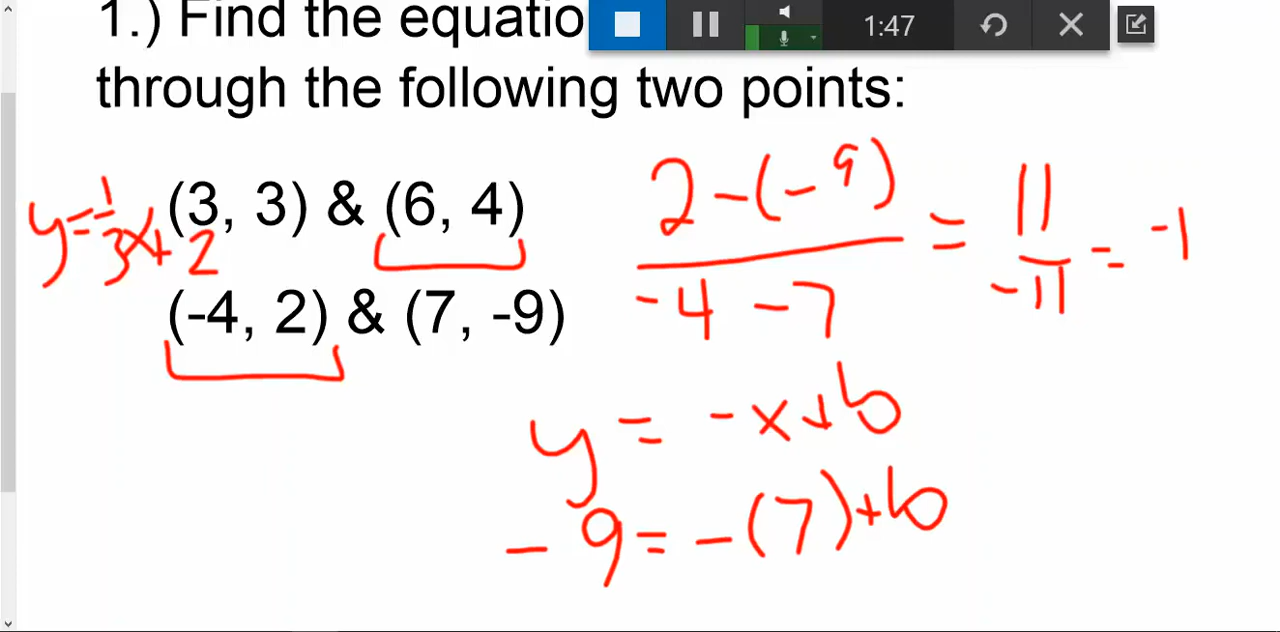 1.) Find the equatio
1:47
through the following two points:
(3, 3) & (6, 4)
y = 1/3x + 2
(-4, 2) & (7, -9)
2 - (-9) / -4 - 7 = 11 / -11 = -1
y = -x + b
-9 = -(7) + b